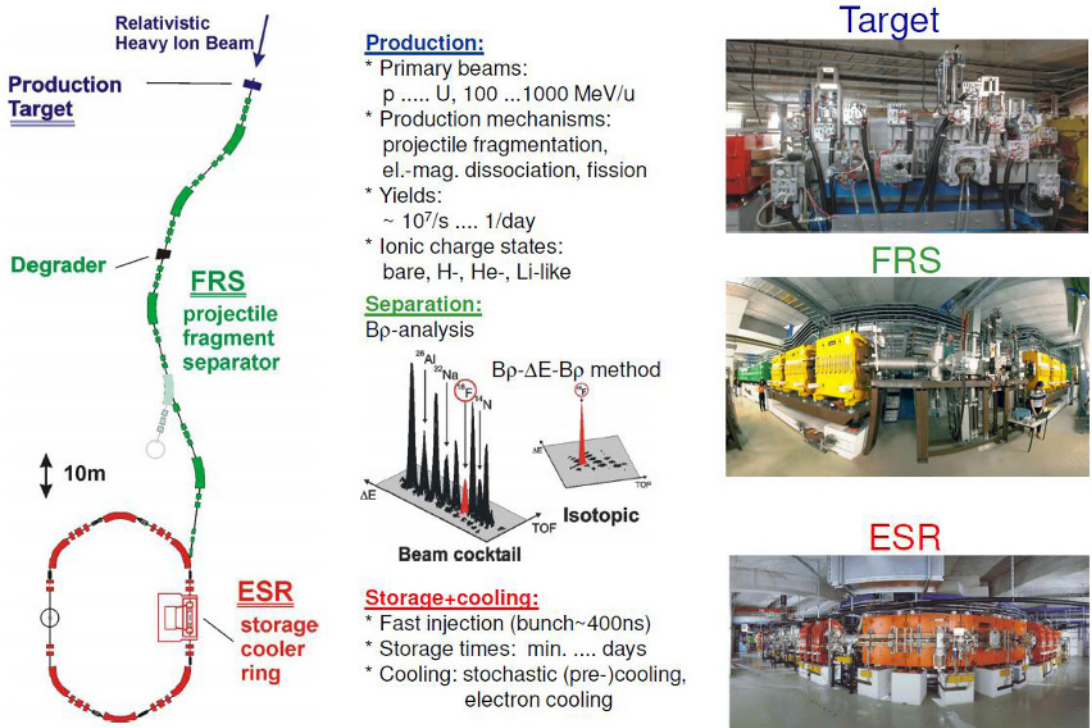 Relativistic
Heavy Ion Beam
Production
Target
Degrader
FRS
projectile
fragment
separator
10m
ESR
storage
cooler
ring
Production:
* Primary beams:
p ..... U, 100 ...1000 MeV/u
* Production mechanisms:
projectile fragmentation,
el.-mag. dissociation, fission
* Yields:
~ 10⁷/s .... 1/day
* Ionic charge states:
bare, H-, He-, Li-like
Separation:
Bρ-analysis
²⁶Al
²²Na
¹⁸F
¹⁴N
ΔE
TOF
Beam cocktail
Bρ-ΔE-Bρ method
¹⁸F
ΔE
TOF
Isotopic
Storage+cooling:
* Fast injection (bunch~400ns)
* Storage times: min. .... days
* Cooling: stochastic (pre-)cooling,
electron cooling
Target
FRS
ESR